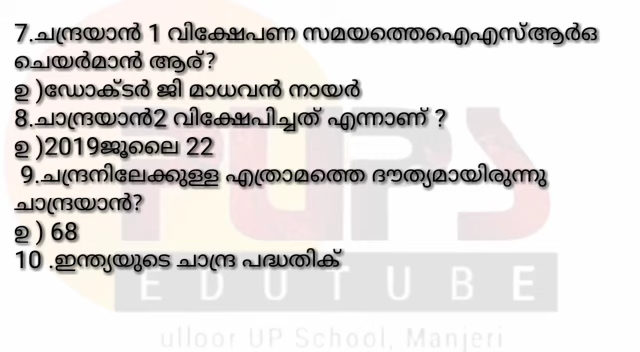 7.ചന്ദ്രയാൻ 1 വിക്ഷേപണ സമയത്തെഐഎസ്ആർഒ
ചെയർമാൻ ആര്?
ഉ )ഡോക്ടർ ജി മാധവൻ നായർ
8.ചാന്ദ്രയാൻ2 വിക്ഷേപിച്ചത് എന്നാണ് ?
ഉ )2019ജൂലൈ 22
9.ചന്ദ്രനിലേക്കുള്ള എത്രാമത്തെ ദൗത്യമായിരുന്നു
ചാന്ദ്രയാൻ?
ഉ ) 68
10 .ഇന്ത്യയുടെ ചാന്ദ്ര പദ്ധതിക്
PUPS
EDUTUBE
ulloor UP School, Manjeri